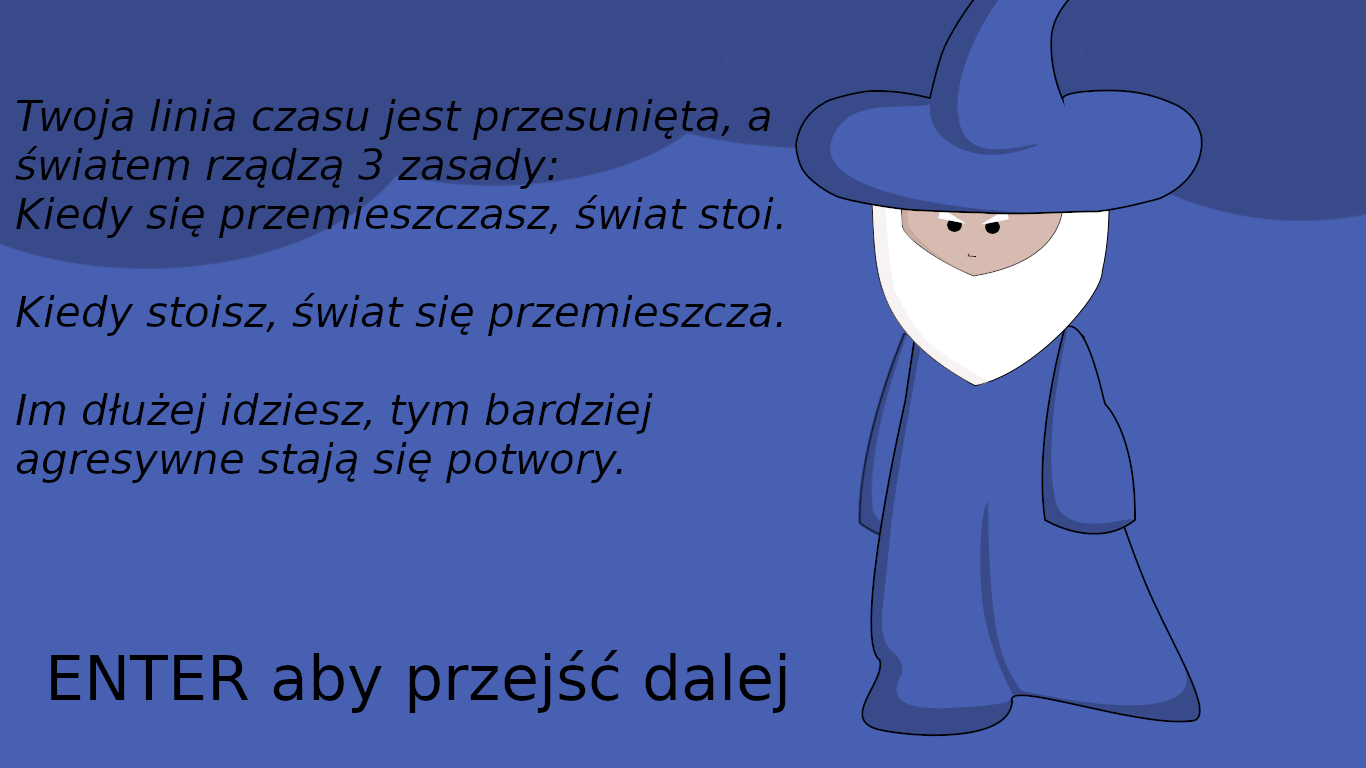 Twoja linia czasu jest przesunięta, a
światem rządzą 3 zasady:
Kiedy się przemieszczasz, świat stoi.
Kiedy stoisz, świat się przemieszcza.
Im dłużej idziesz, tym bardziej
agresywne stają się potwory.
ENTER aby przejść dalej